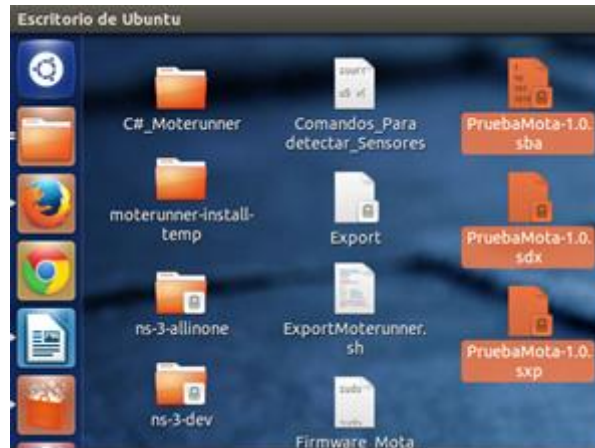 Escritorio de Ubuntu
C#_Moterunner
Comandos_Para
detectar_Sensores
PruebaMota-1.0.
sba
moterunner-install-
temp
Export
PruebaMota-1.0.
sdx
ns-3-allinone
ExportMoterunner.
sh
PruebaMota-1.0.
sxp
ns-3-dev
Firmware_Mota